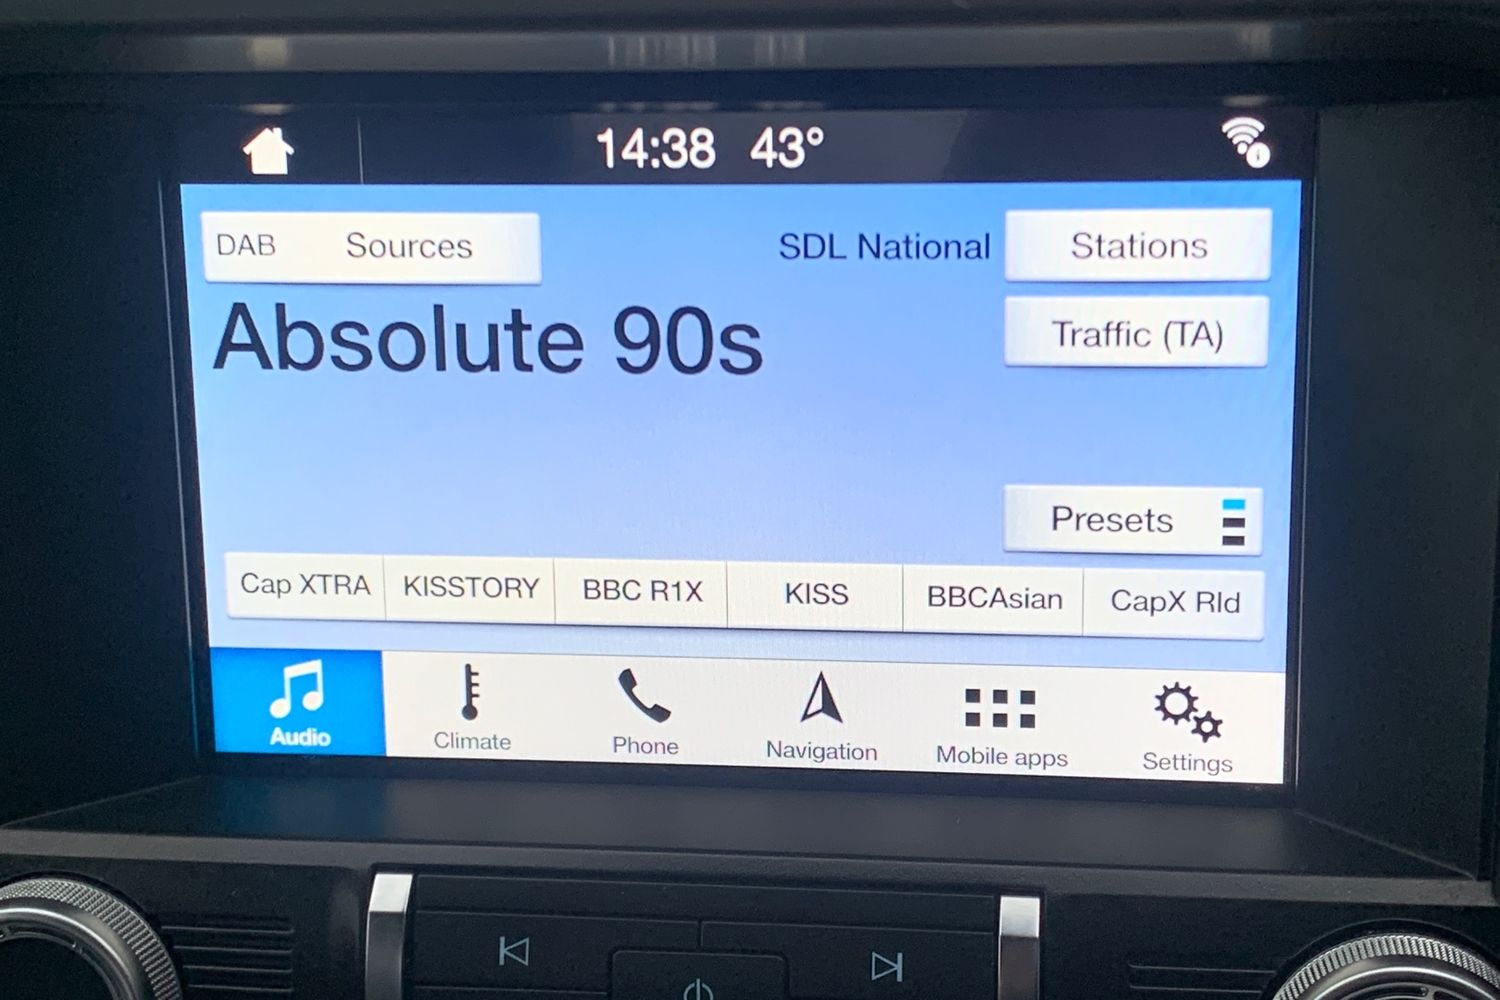 14:38 43°
DAB Sources
SDL National
Stations
Absolute 90s
Traffic (TA)
Presets
Cap XTRA
KISSTORY
BBC R1X
KISS
BBCAsian
CapX Rld
Audio
Climate
Phone
Navigation
Mobile apps
Settings